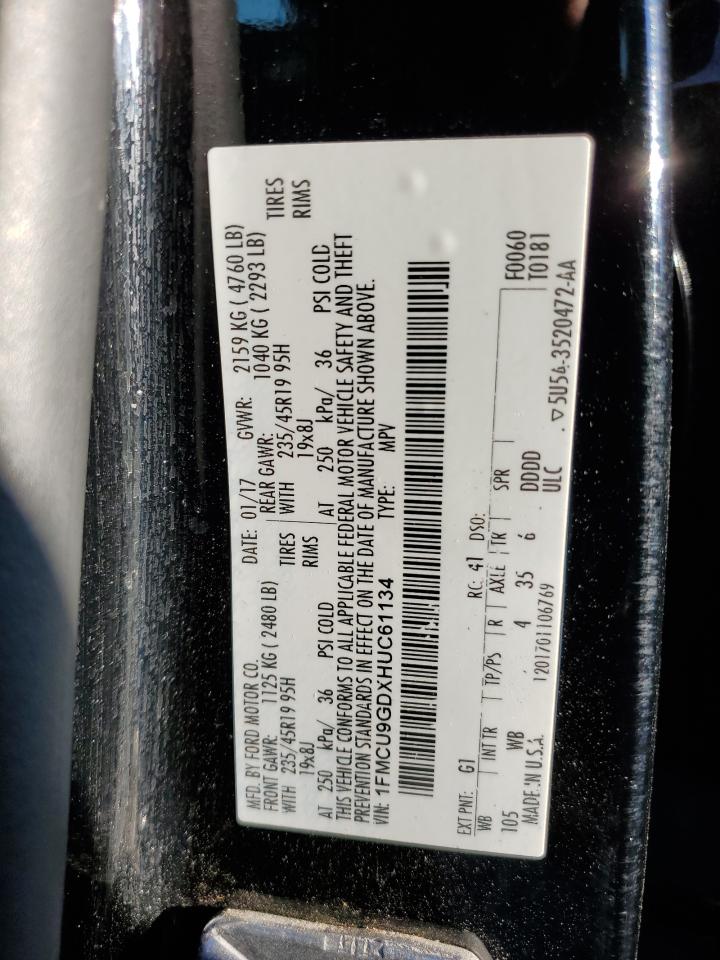 MFD. BY FORD MOTOR CO. DATE: 01/17 GVWR: 2159 KG ( 4760 LB)
FRONT GAWR: 1125 KG ( 2480 LB) REAR GAWR: 1040 KG ( 2293 LB)
WITH 235/45R19 95H TIRES WITH 235/45R19 95H TIRES
19x8J RIMS 19x8J RIMS
AT 250 kPa/ 36 PSI COLD AT 250 kPa/ 36 PSI COLD
THIS VEHICLE CONFORMS TO ALL APPLICABLE FEDERAL MOTOR VEHICLE SAFETY AND THEFT
PREVENTION STANDARDS IN EFFECT ON THE DATE OF MANUFACTURE SHOWN ABOVE.
VIN: 1FMCU9GDXHUC61134 TYPE: MPV
EXT PNT: G1 RC: 41 DSO:
WB INT TR TP/PS R AXLE TK SPR F0060
105 WB 4 35 6 DDDD T0181
MADE IN U.S.A. 1201701106769 ULC ▽5U5A-3520472-AA